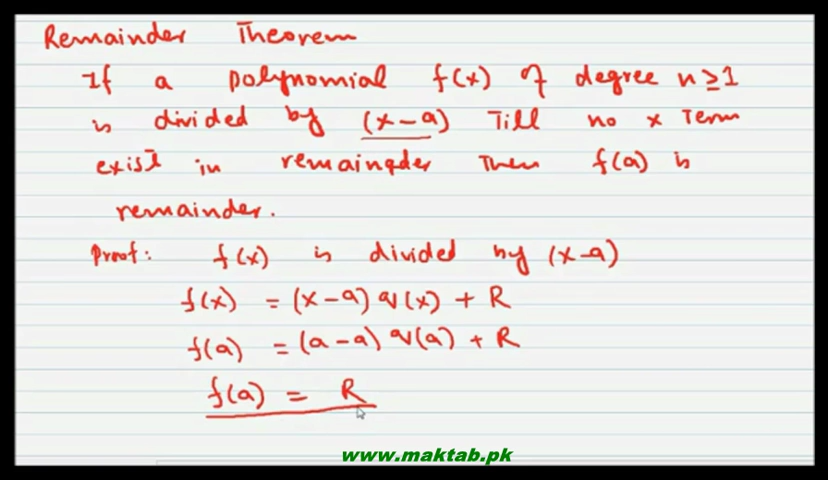 Remainder Theorem
If a polynomial f(x) of degree n ≥ 1
is divided by (x-a) Till no x Term
exist in remainqder Then f(a) is
remainder.
Proof: f(x) is divided by (x-a)
f(x) = (x-a) q(x) + R
f(a) = (a-a) q(a) + R
f(a) = R
www.maktab.pk